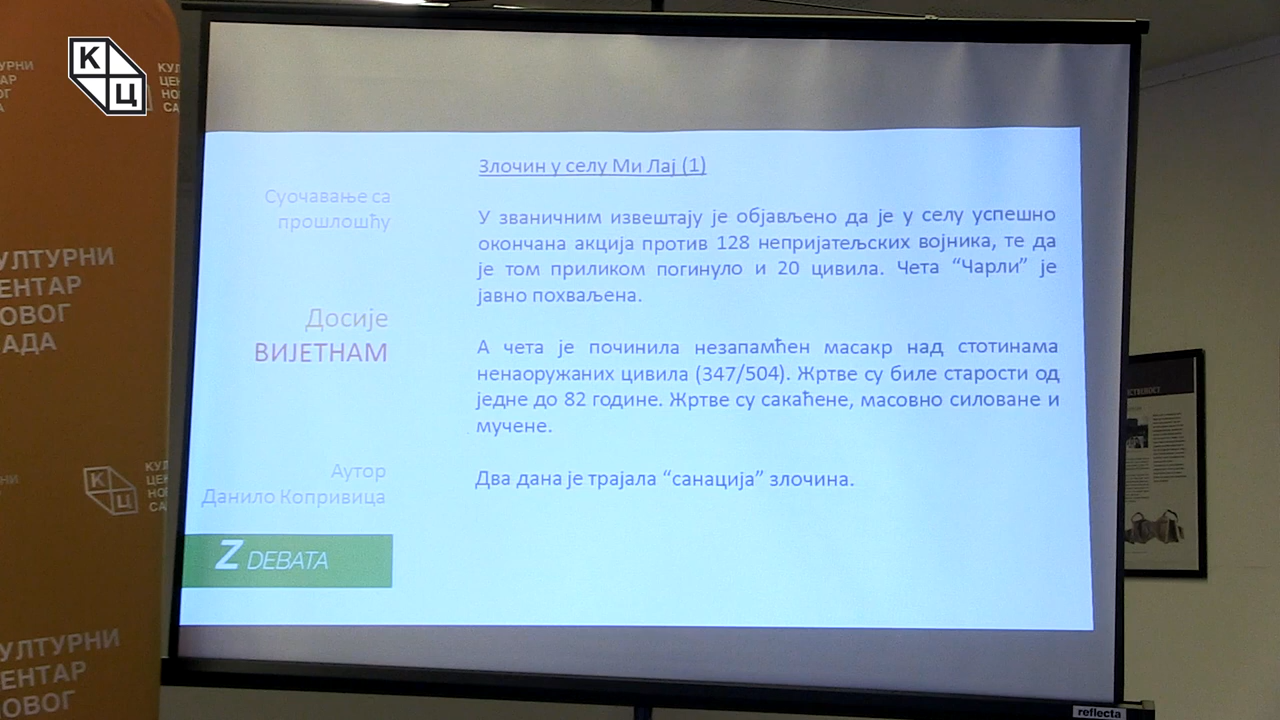 К
Ц
УЛТУРНИ
ЕНТАР
ОВОГ
АДА
К
Ц
УЛТУРНИ
ЕНТАР
ОВОГ
Суочавање са
прошлошћу
Досије
ВИЈЕТНАМ
Аутор
Данило Копривица
Z DEBATA
Злочин у селу Ми Лај (1)
У званичним извештају је објављено да је у селу успешно
окончана акција против 128 непријатељских војника, те да
је том приликом погинуло и 20 цивила. Чета “Чарли” је
јавно похваљена.
А чета је починила незапамћен масакр над стотинама
ненаоружаних цивила (347/504). Жртве су биле старости од
једне до 82 године. Жртве су сакаћене, масовно силоване и
мучене.
Два дана је трајала “санација” злочина.
reflecta